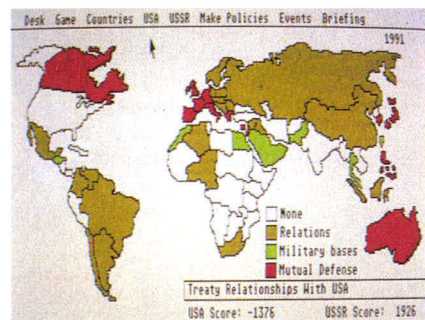 Desk Game Countries USA USSR Make Policies Events Briefing
1991
None
Relations
Military bases
Mutual Defense
Treaty Relationships With USA
USA Score: -1376 USSR Score: 1926